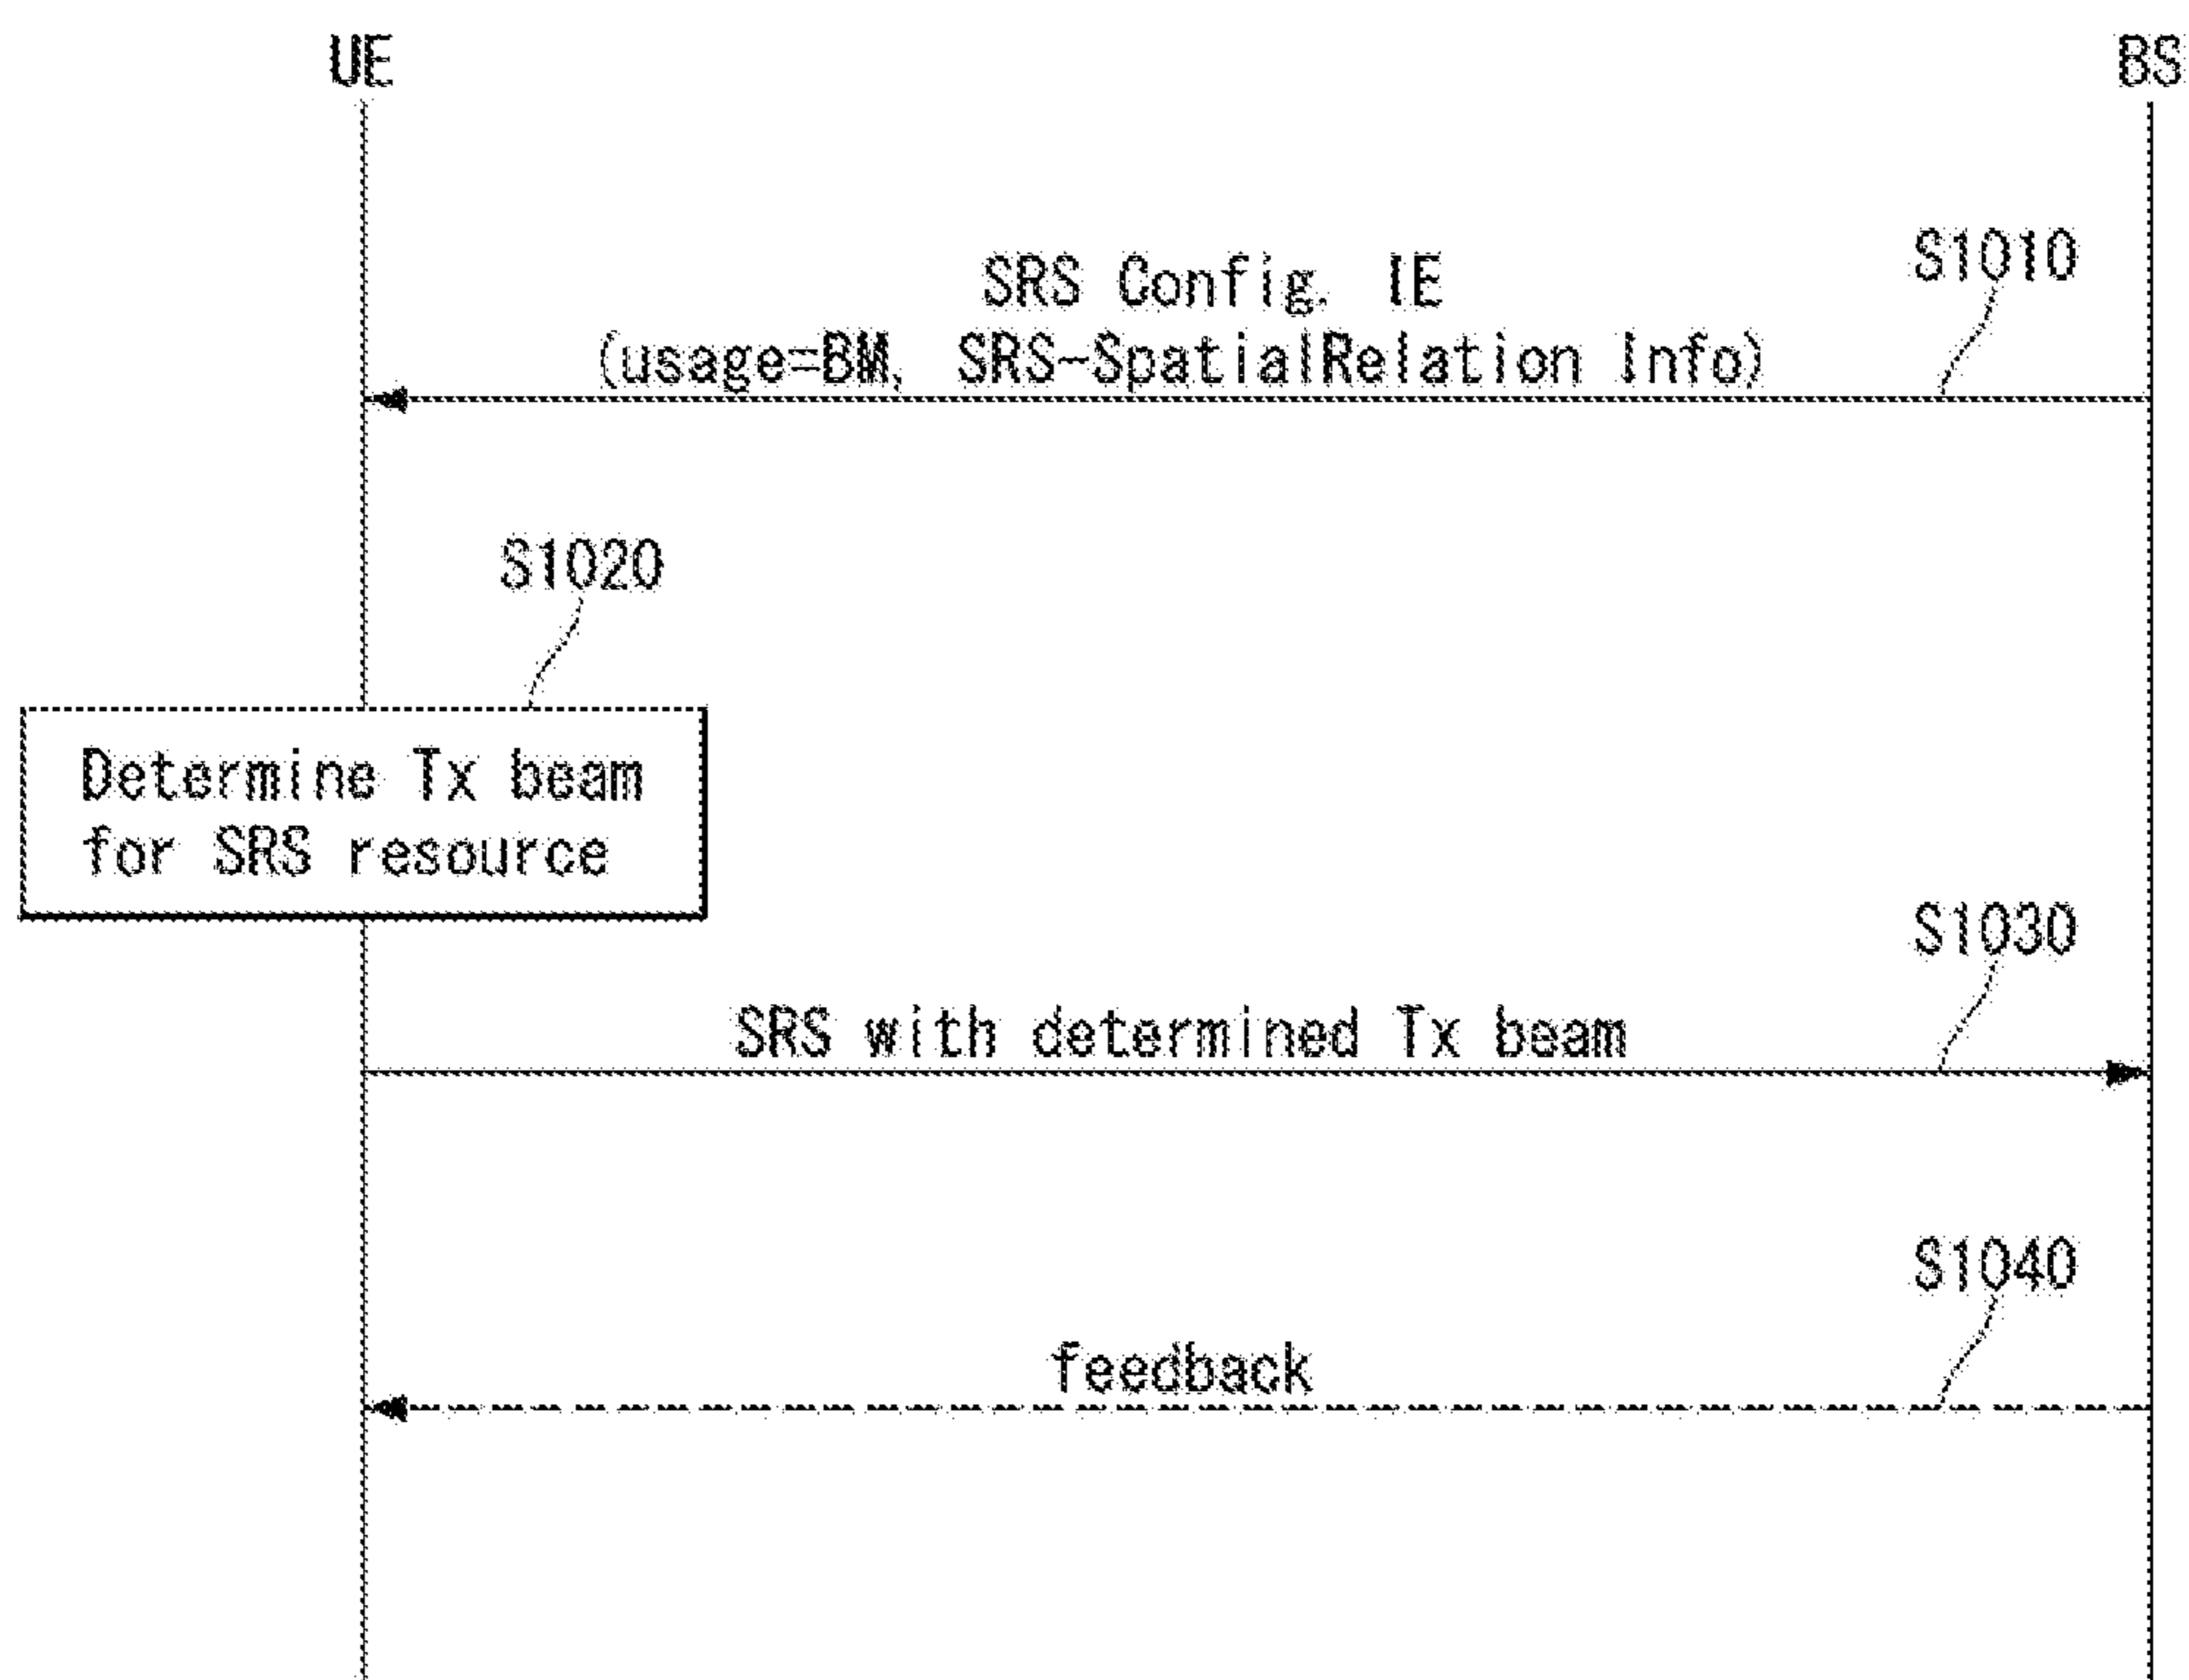 UE
BS
S1010
SRS Config. IE
(usage=BM, SRS-SpatialRelation Info)
S1020
Determine Tx beam
for SRS resource
S1030
SRS with determined Tx beam
S1040
feedback